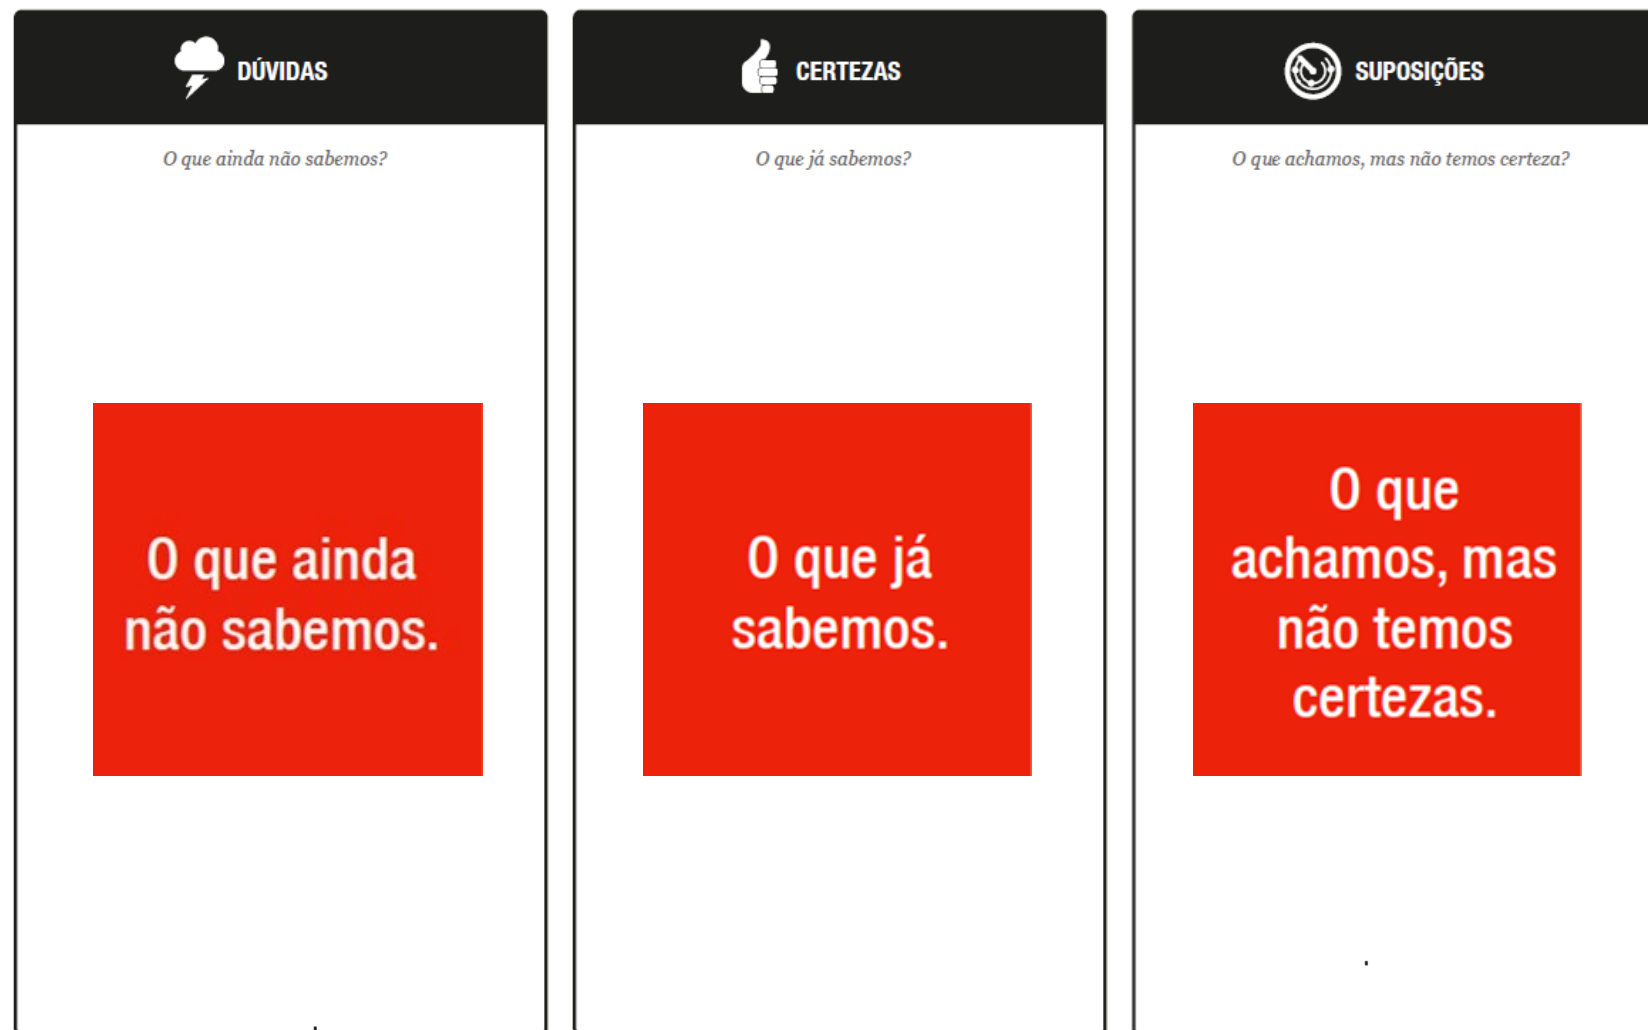 DÚVIDAS
O que ainda não sabemos?
O que ainda
não sabemos.
CERTEZAS
O que já sabemos?
O que já
sabemos.
SUPOSIÇÕES
O que achamos, mas não temos certeza?
O que
achamos, mas
não temos
certezas.